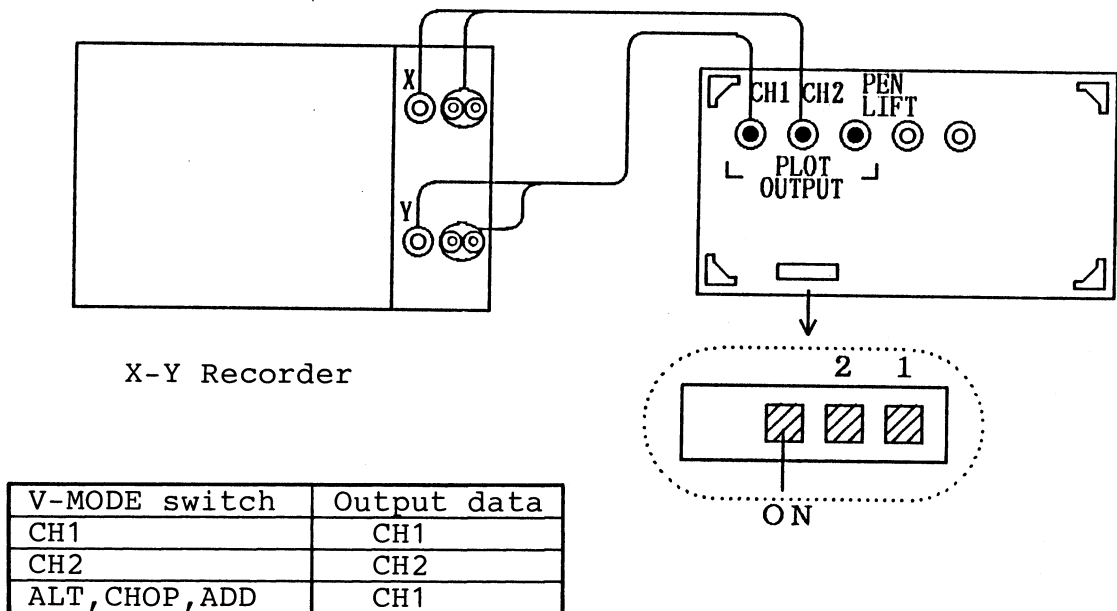 X
Y
CH1 CH2 PEN LIFT
PLOT
OUTPUT
X-Y Recorder
2 1
ON
V-MODE switch Output data
CH1 CH1
CH2 CH2
ALT,CHOP,ADD CH1